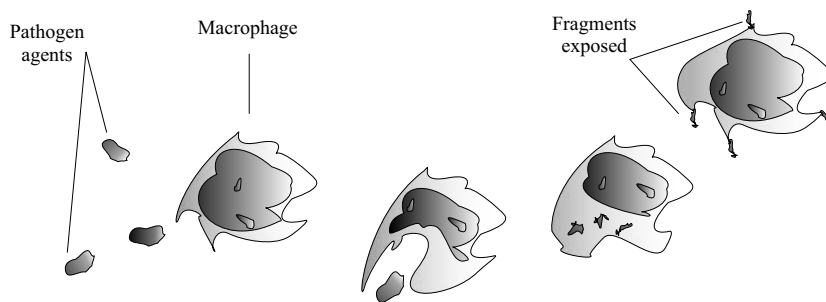 Pathogen
agents
Macrophage
Fragments
exposed